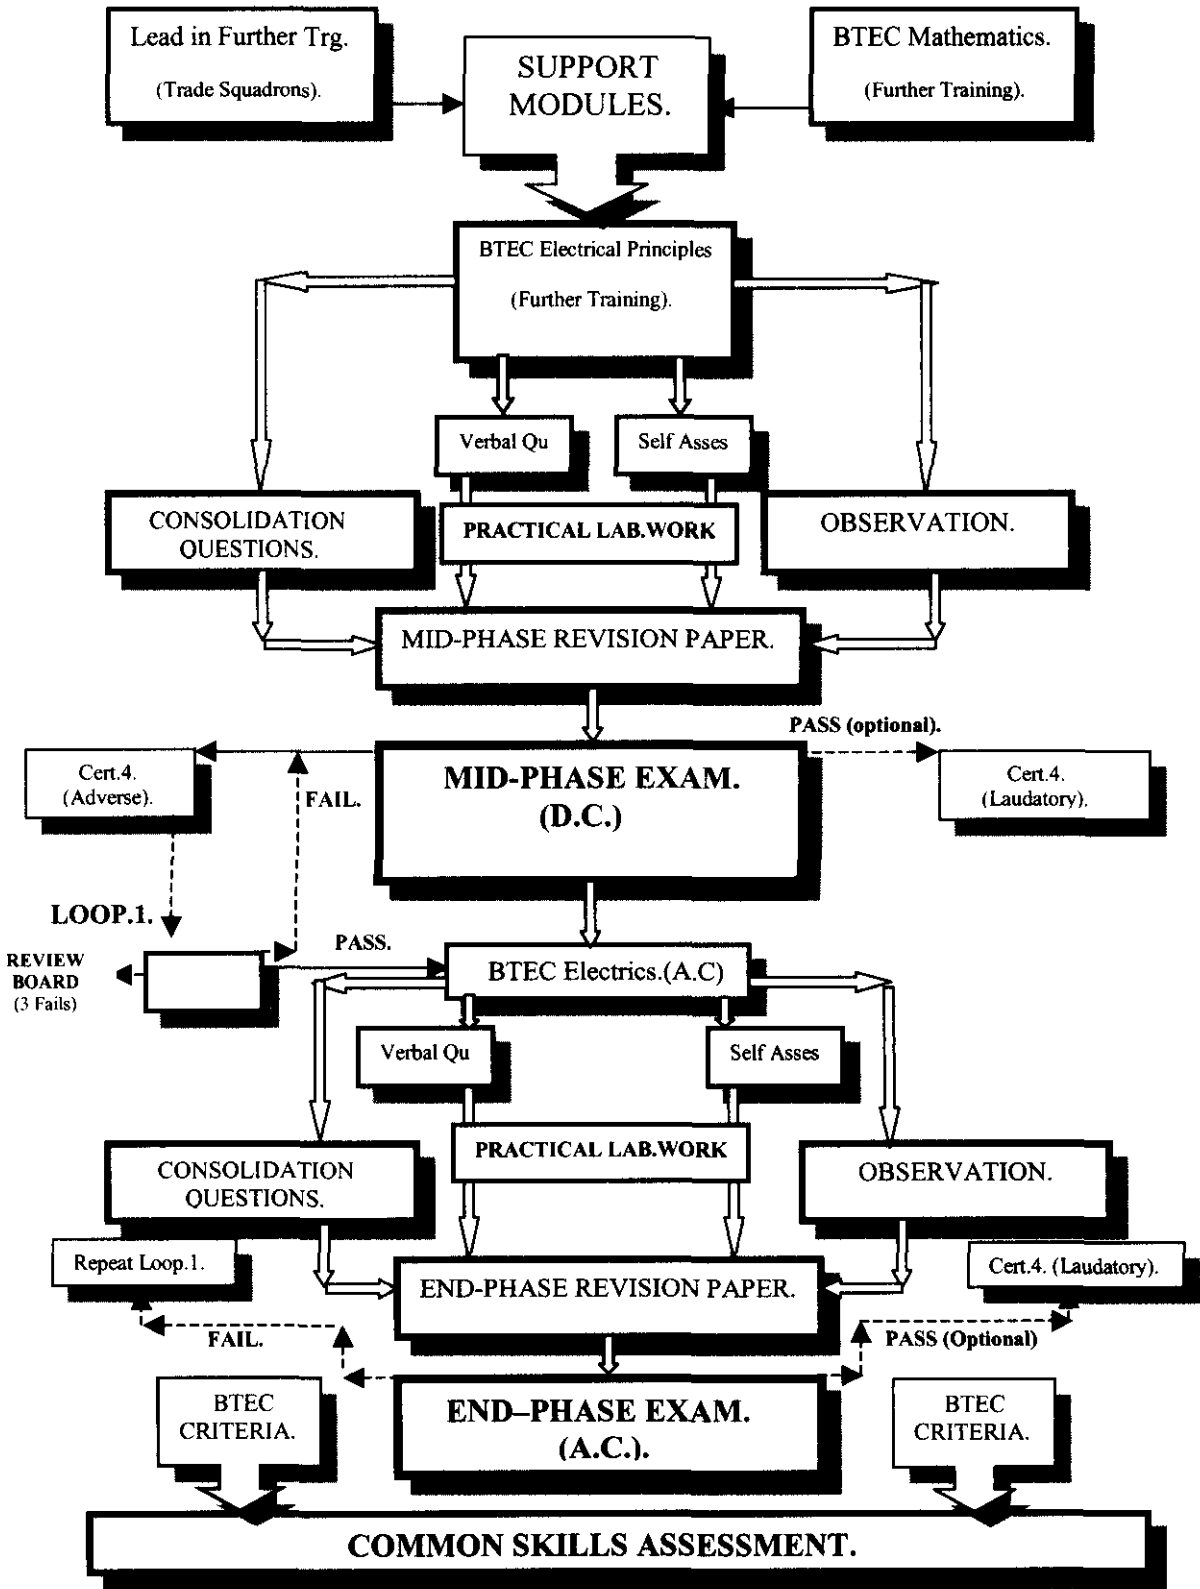 Lead in Further Trg.
(Trade Squadrons).
SUPPORT
MODULES.
BTEC Mathematics.
(Further Training).
BTEC Electrical Principles
(Further Training).
Verbal Qu
Self Asses
CONSOLIDATION
QUESTIONS.
PRACTICAL LAB.WORK
OBSERVATION.
MID-PHASE REVISION PAPER.
PASS (optional).
Cert.4.
(Adverse).
FAIL.
MID-PHASE EXAM.
(D.C.)
Cert.4.
(Laudatory).
LOOP.1.
REVIEW
BOARD
(3 Fails)
PASS.
BTEC Electrics.(A.C)
Verbal Qu
Self Asses
CONSOLIDATION
QUESTIONS.
PRACTICAL LAB.WORK
OBSERVATION.
Repeat Loop.1.
END-PHASE REVISION PAPER.
Cert.4. (Laudatory).
FAIL.
PASS (Optional)
BTEC
CRITERIA.
END–PHASE EXAM.
(A.C.).
BTEC
CRITERIA.
COMMON SKILLS ASSESSMENT.